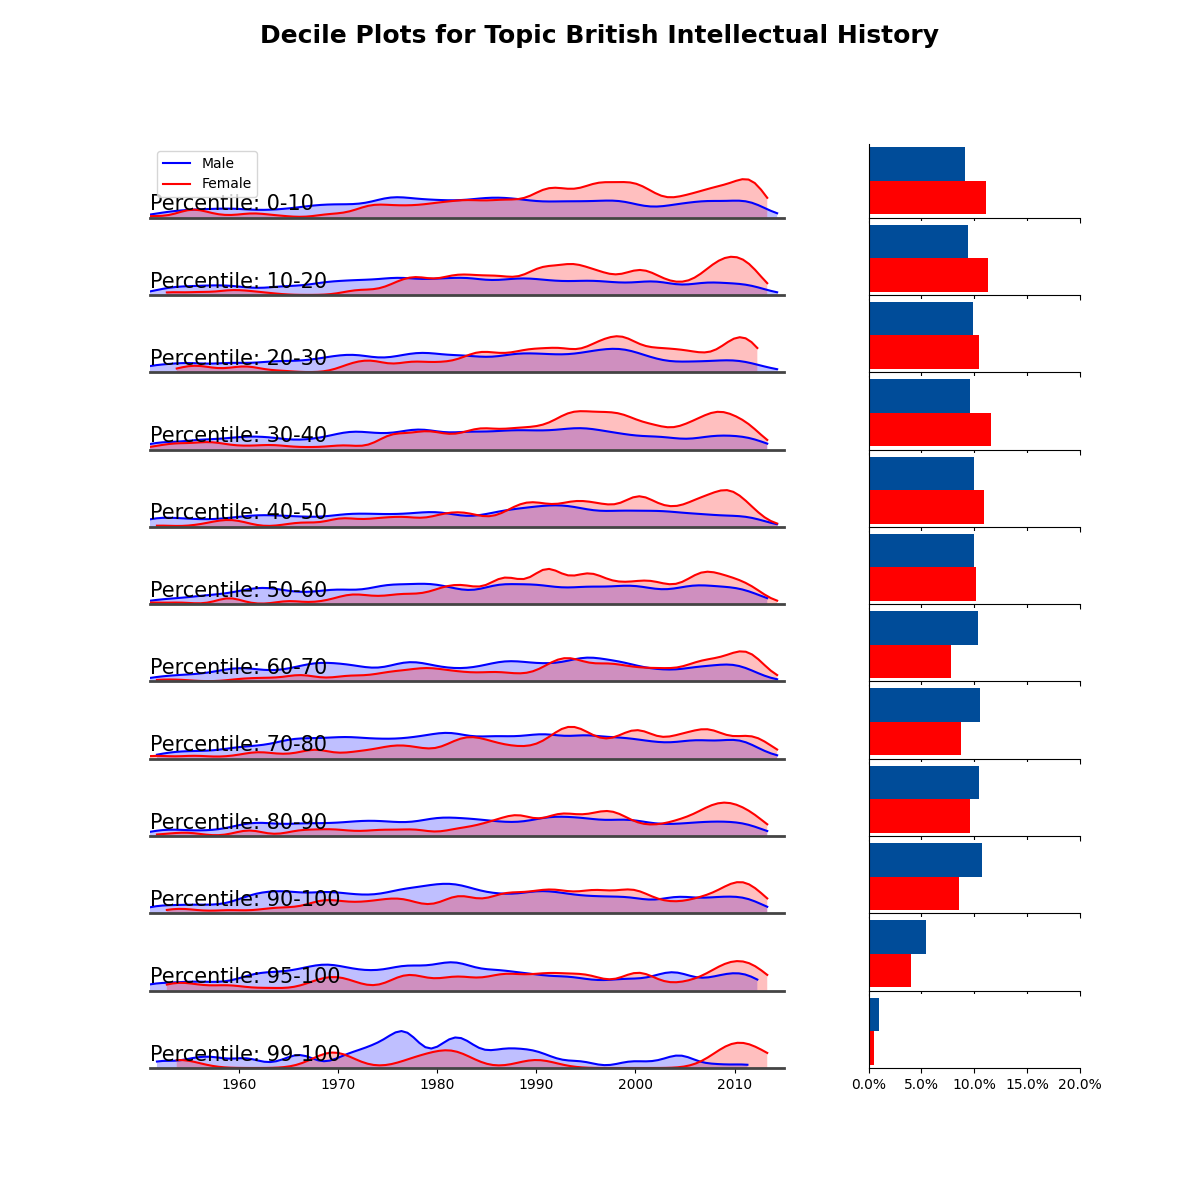 Decile Plots for Topic British Intellectual History
Male
Female
Percentile: 0-10
Percentile: 10-20
Percentile: 20-30
Percentile: 30-40
Percentile: 40-50
Percentile: 50-60
Percentile: 60-70
Percentile: 70-80
Percentile: 80-90
Percentile: 90-100
Percentile: 95-100
Percentile: 99-100
1960 1970 1980 1990 2000 2010
0.0% 5.0% 10.0% 15.0% 20.0%